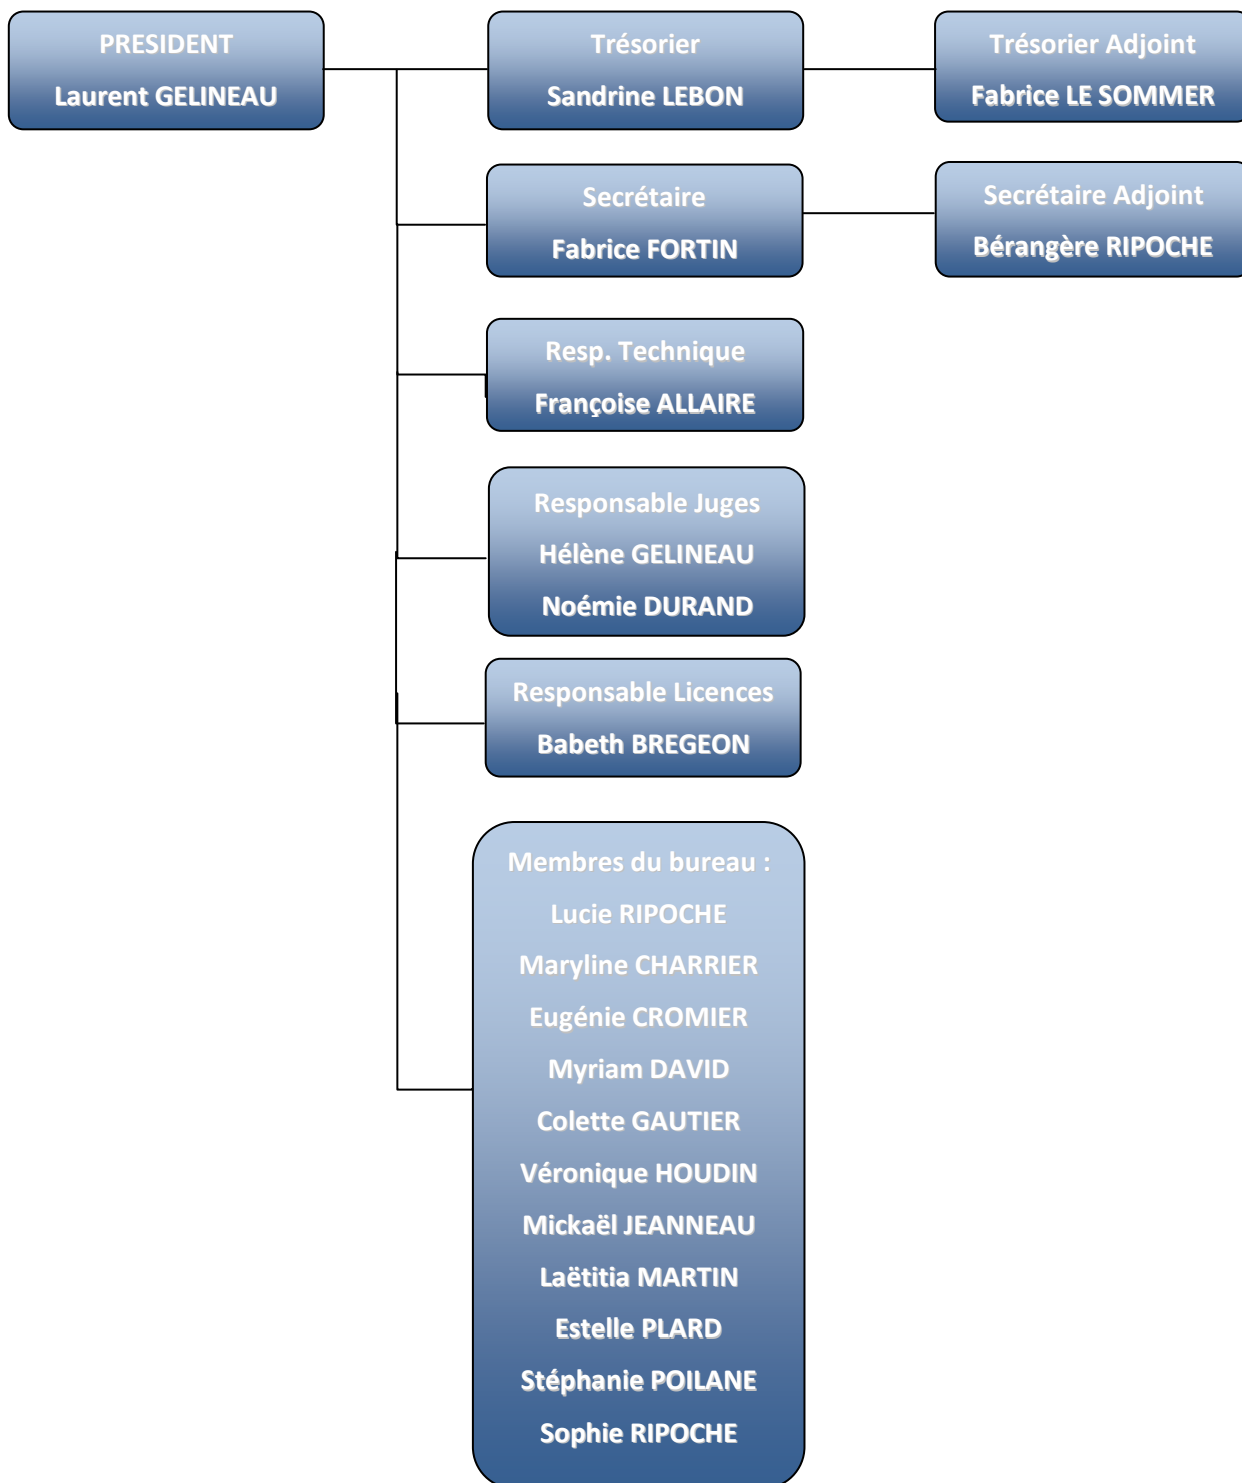 PRESIDENT
Laurent GELINEAU
Trésorier
Sandrine LEBON
Trésorier Adjoint
Fabrice LE SOMMER
Secrétaire
Fabrice FORTIN
Secrétaire Adjoint
Bérangère RIPOCHE
Resp. Technique
Françoise ALLAIRE
Responsable Juges
Hélène GELINEAU
Noémie DURAND
Responsable Licences
Babeth BREGEON
Membres du bureau :
Lucie RIPOCHE
Maryline CHARRIER
Eugénie CROMIER
Myriam DAVID
Colette GAUTIER
Véronique HOUDIN
Mickaël JEANNEAU
Laëtitia MARTIN
Estelle PLARD
Stéphanie POILANE
Sophie RIPOCHE